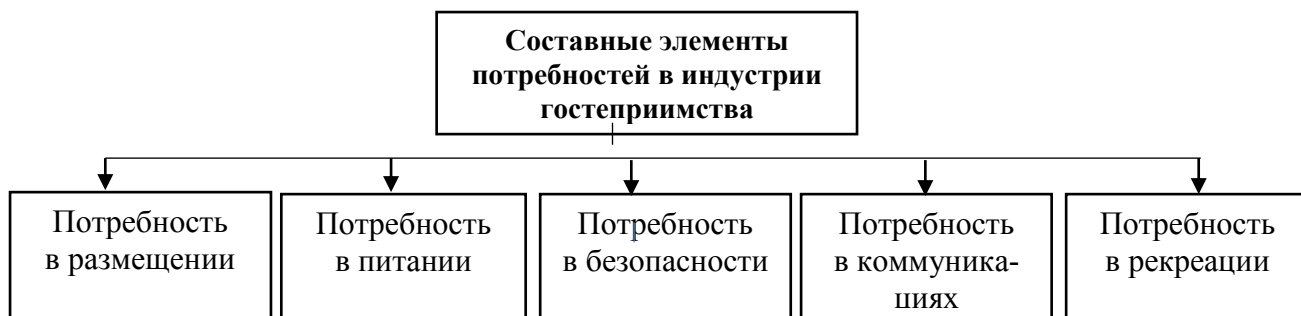 Составные элементы
потребностей в индустрии
гостеприимства
Потребность
в размещении
Потребность
в питании
Потребность
в безопасности
Потребность
в коммуника-
циях
Потребность
в рекреации